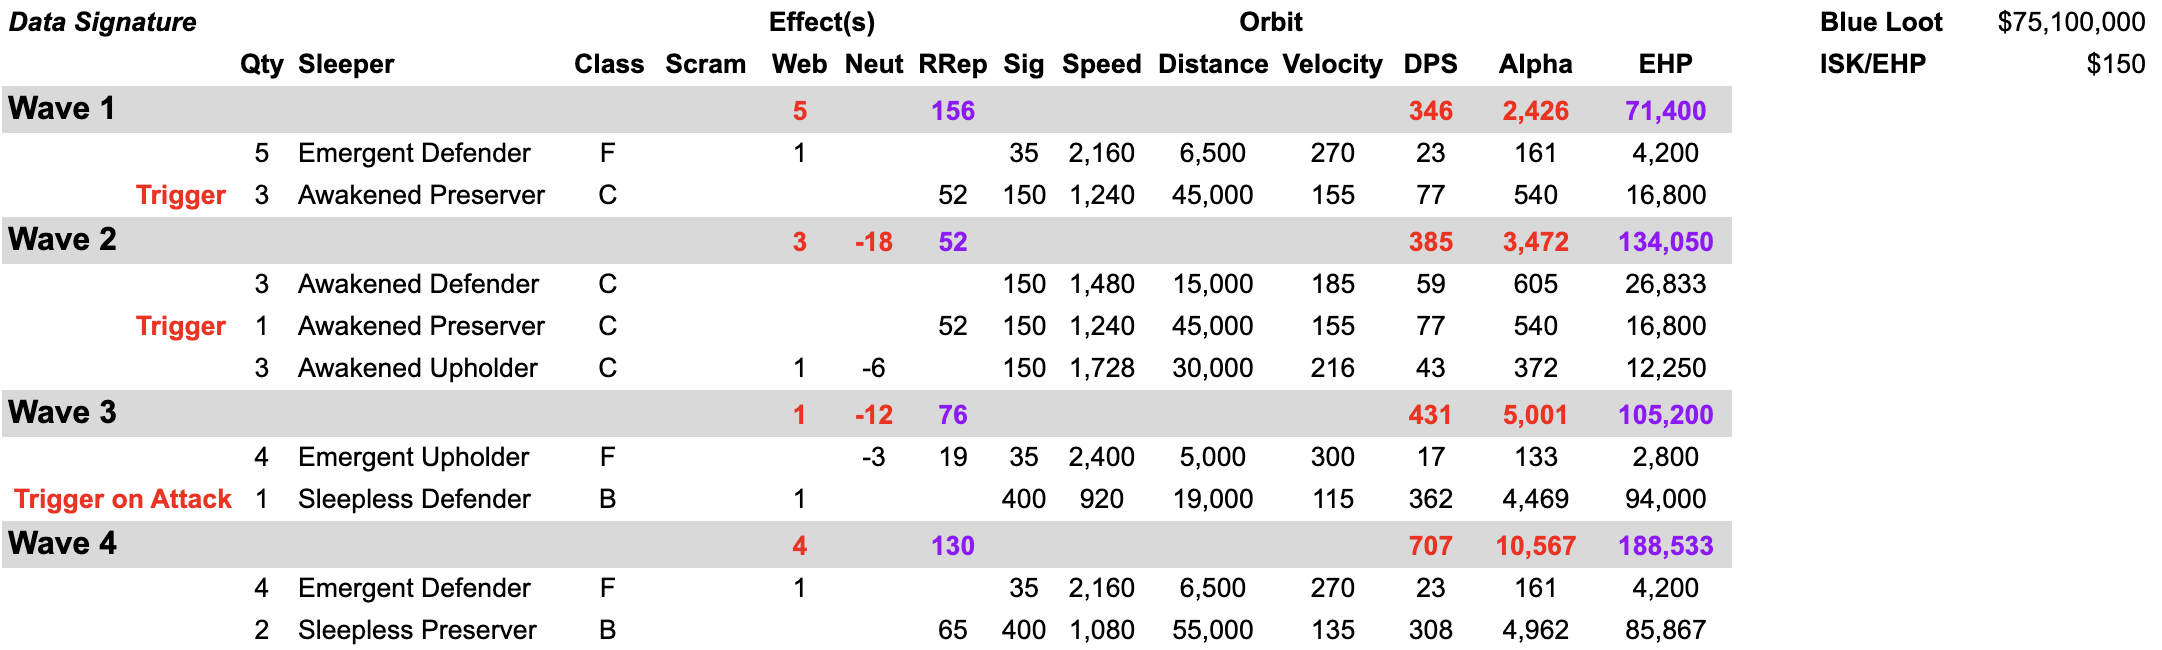 Data Signature Effect(s) Orbit Blue Loot $75,100,000
Qty Sleeper Class Scram Web Neut RRep Sig Speed Distance Velocity DPS Alpha EHP ISK/EHP $150
Wave 1 5 156 346 2,426 71,400
5 Emergent Defender F 1 35 2,160 6,500 270 23 161 4,200
Trigger 3 Awakened Preserver C 52 150 1,240 45,000 155 77 540 16,800
Wave 2 3 -18 52 385 3,472 134,050
3 Awakened Defender C 150 1,480 15,000 185 59 605 26,833
Trigger 1 Awakened Preserver C 52 150 1,240 45,000 155 77 540 16,800
3 Awakened Upholder C 1 -6 150 1,728 30,000 216 43 372 12,250
Wave 3 1 -12 76 431 5,001 105,200
4 Emergent Upholder F -3 19 35 2,400 5,000 300 17 133 2,800
Trigger on Attack 1 Sleepless Defender B 1 400 920 19,000 115 362 4,469 94,000
Wave 4 4 130 707 10,567 188,533
4 Emergent Defender F 1 35 2,160 6,500 270 23 161 4,200
2 Sleepless Preserver B 65 400 1,080 55,000 135 308 4,962 85,867